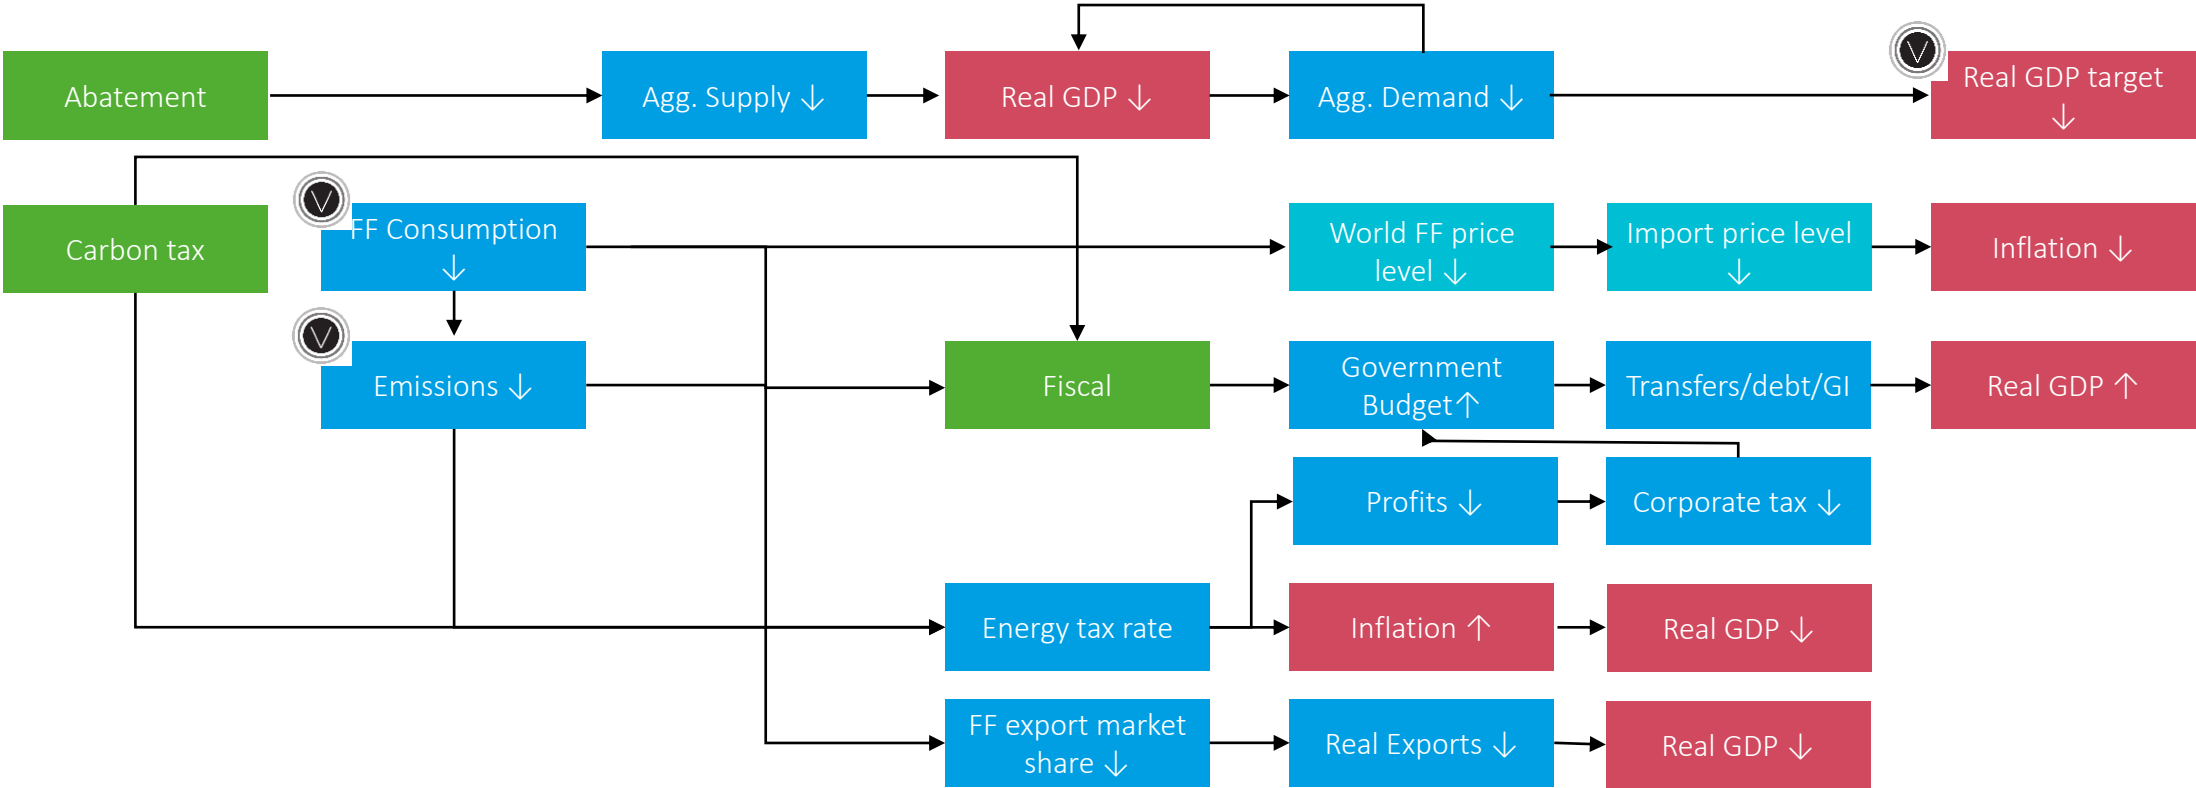 Abatement
Agg. Supply ↓
Real GDP ↓
Agg. Demand ↓
V
Real GDP target
↓
Carbon tax
V
FF Consumption
↓
World FF price
level ↓
Import price level
↓
Inflation ↓
V
Emissions ↓
Fiscal
Government
Budget↑
Transfers/debt/GI
Real GDP ↑
Profits ↓
Corporate tax ↓
Energy tax rate
Inflation ↑
Real GDP ↓
FF export market
share ↓
Real Exports ↓
Real GDP ↓